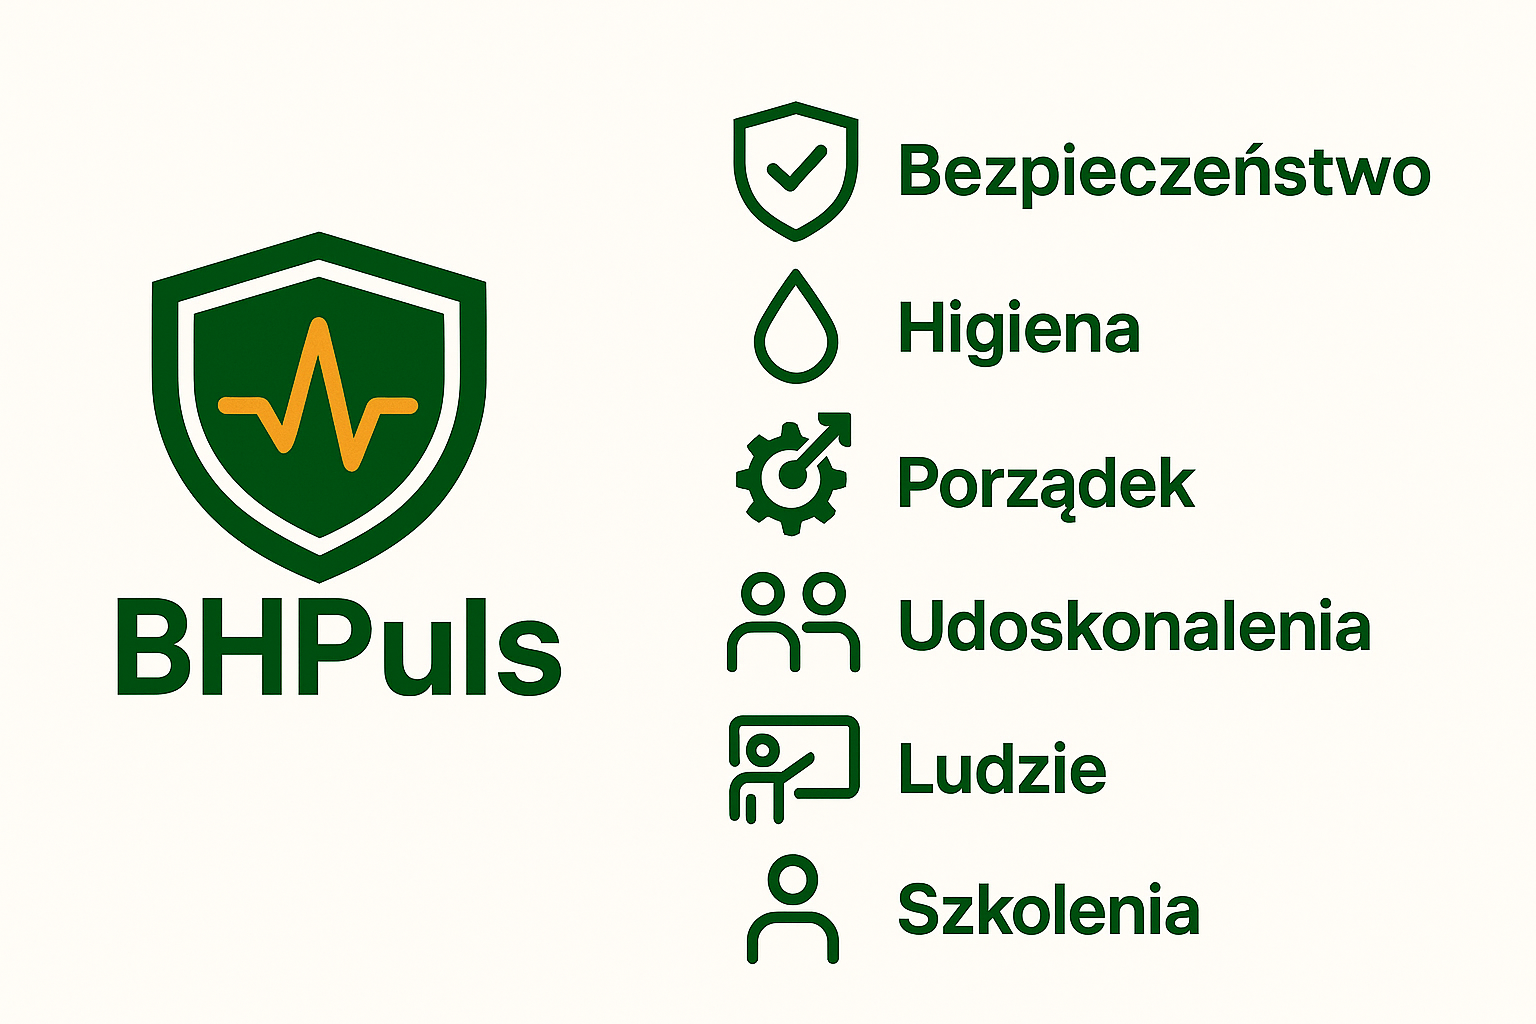 BHPuls
Bezpieczeństwo
Higiena
Porządek
Udoskonalenia
Ludzie
Szkolenia